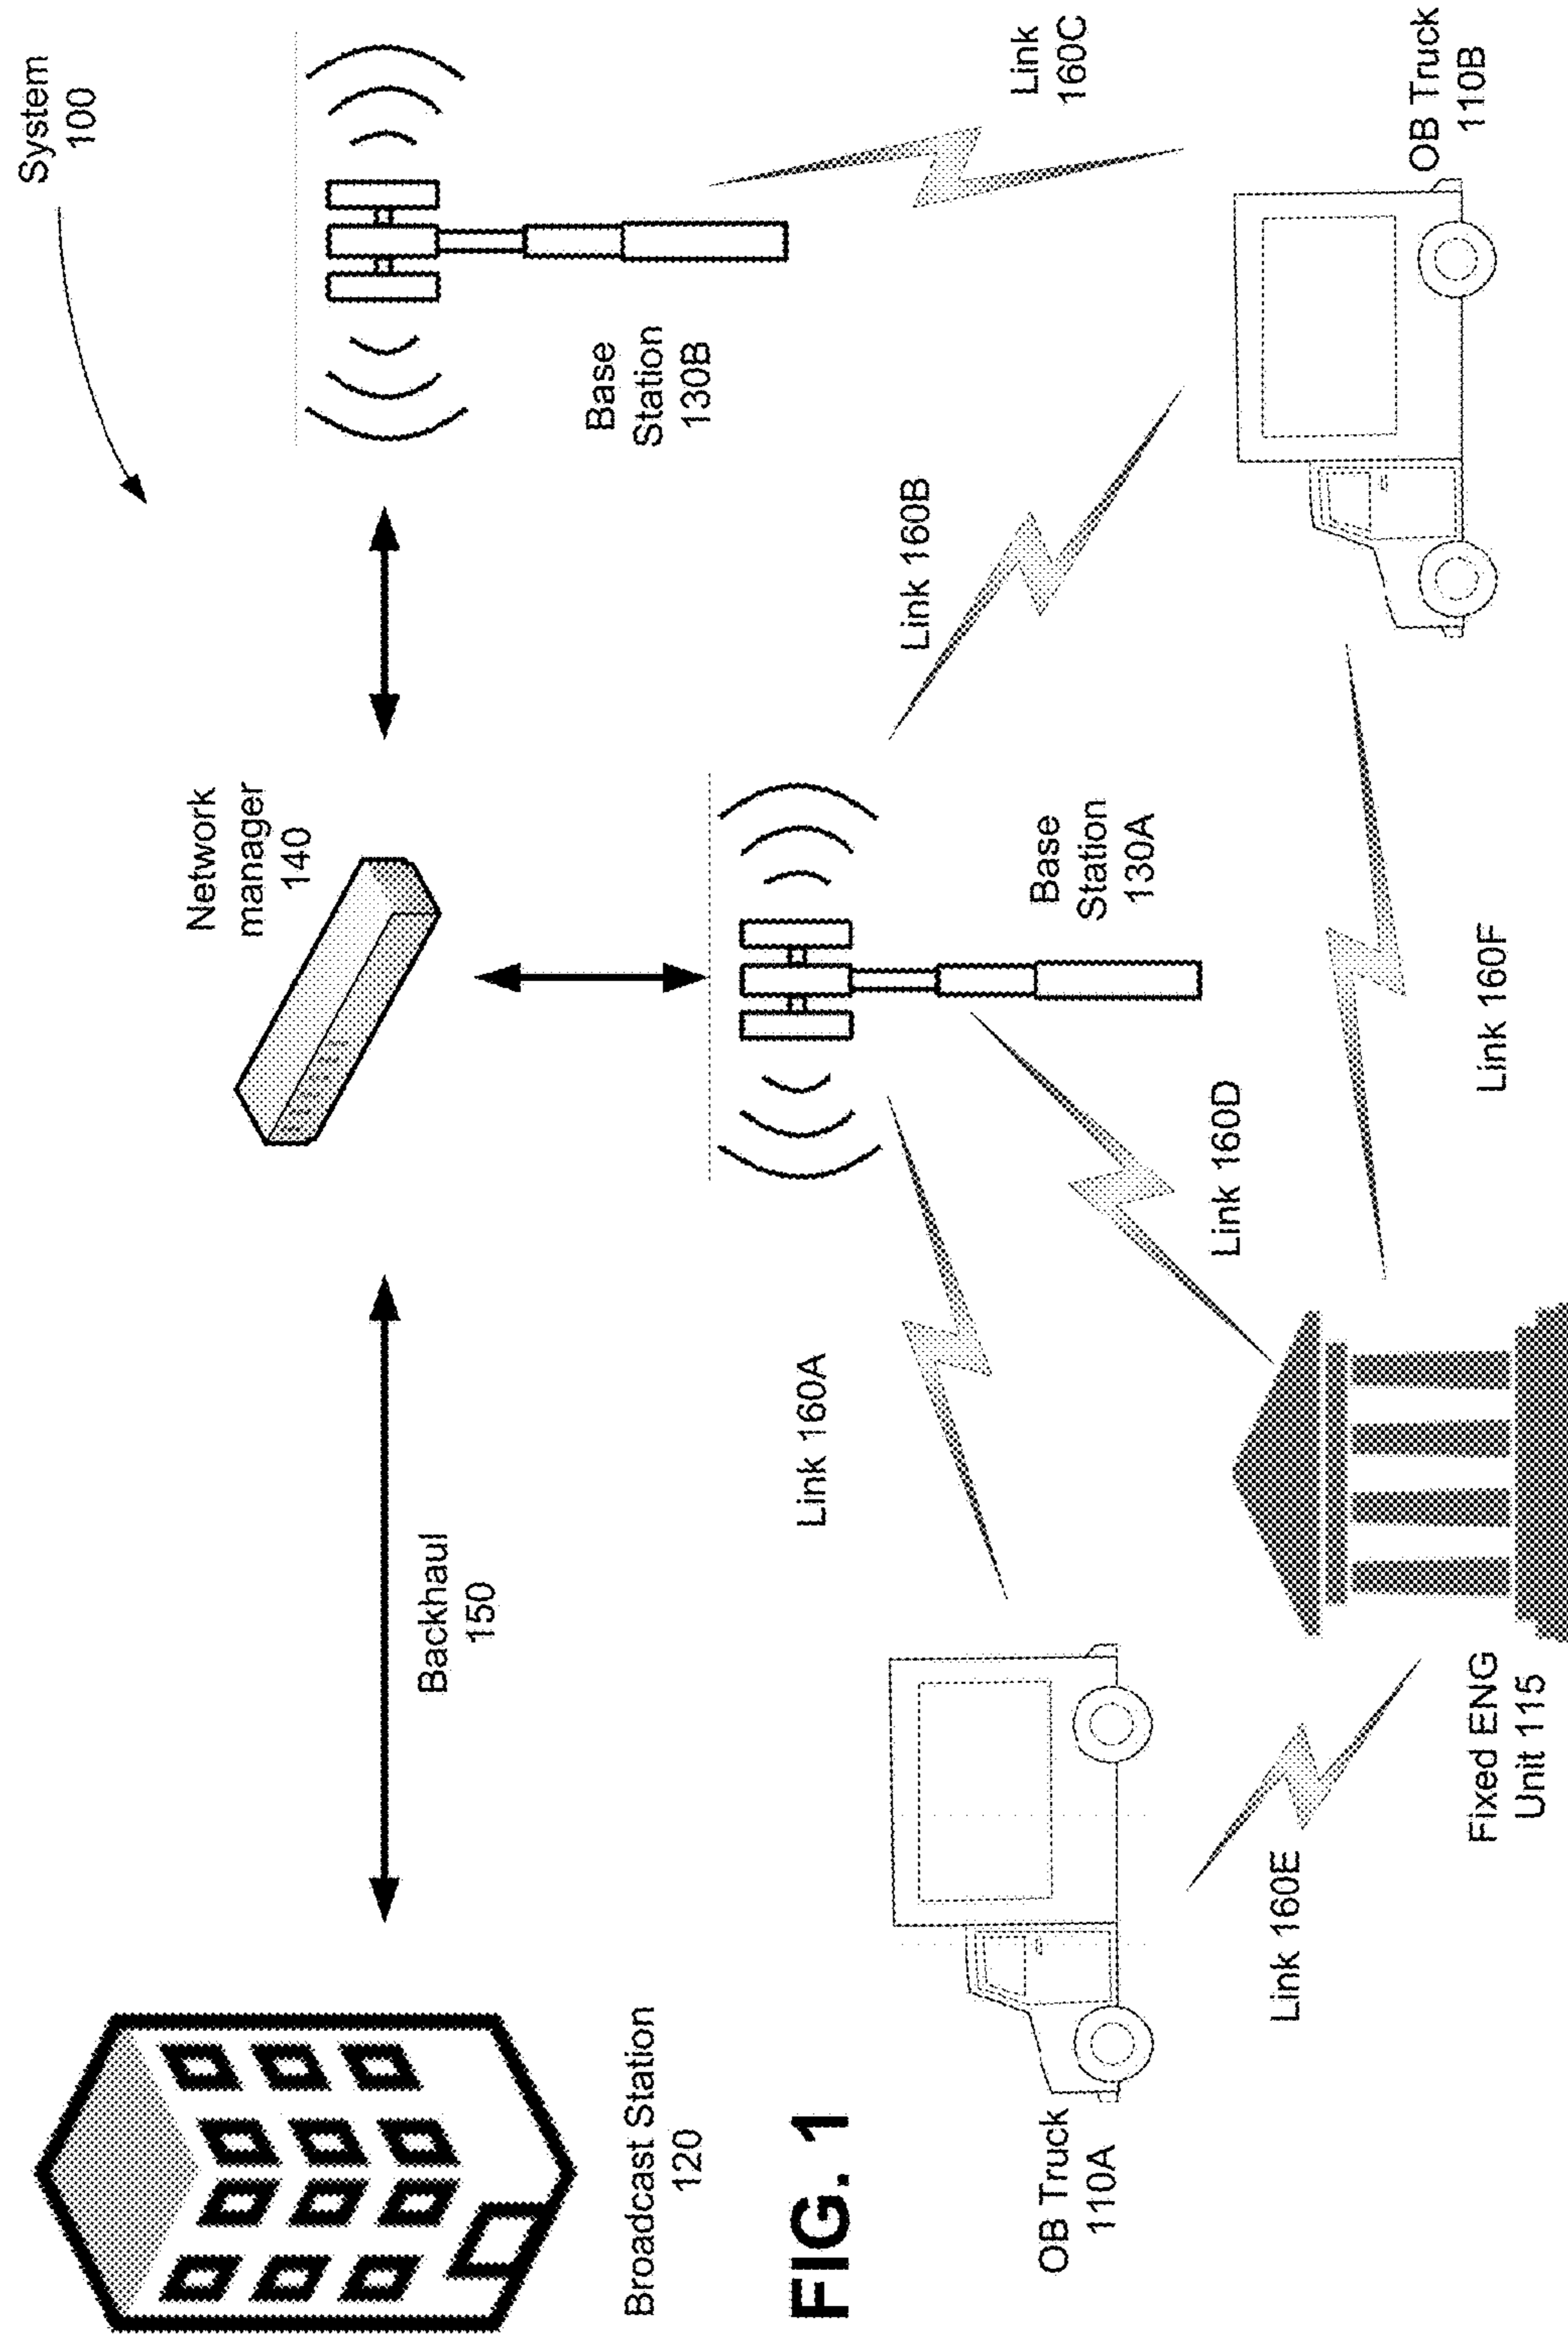 System
100
Network
manager
140
Base
Station
130B
Backhaul
150
Broadcast Station
120
Link
160C
Link 160B
Base
Station
130A
Link 160A
Link 160D
FIG. 1
OB Truck
110A
OB Truck
110B
Link 160E
Link 160F
Fixed ENG
Unit 115